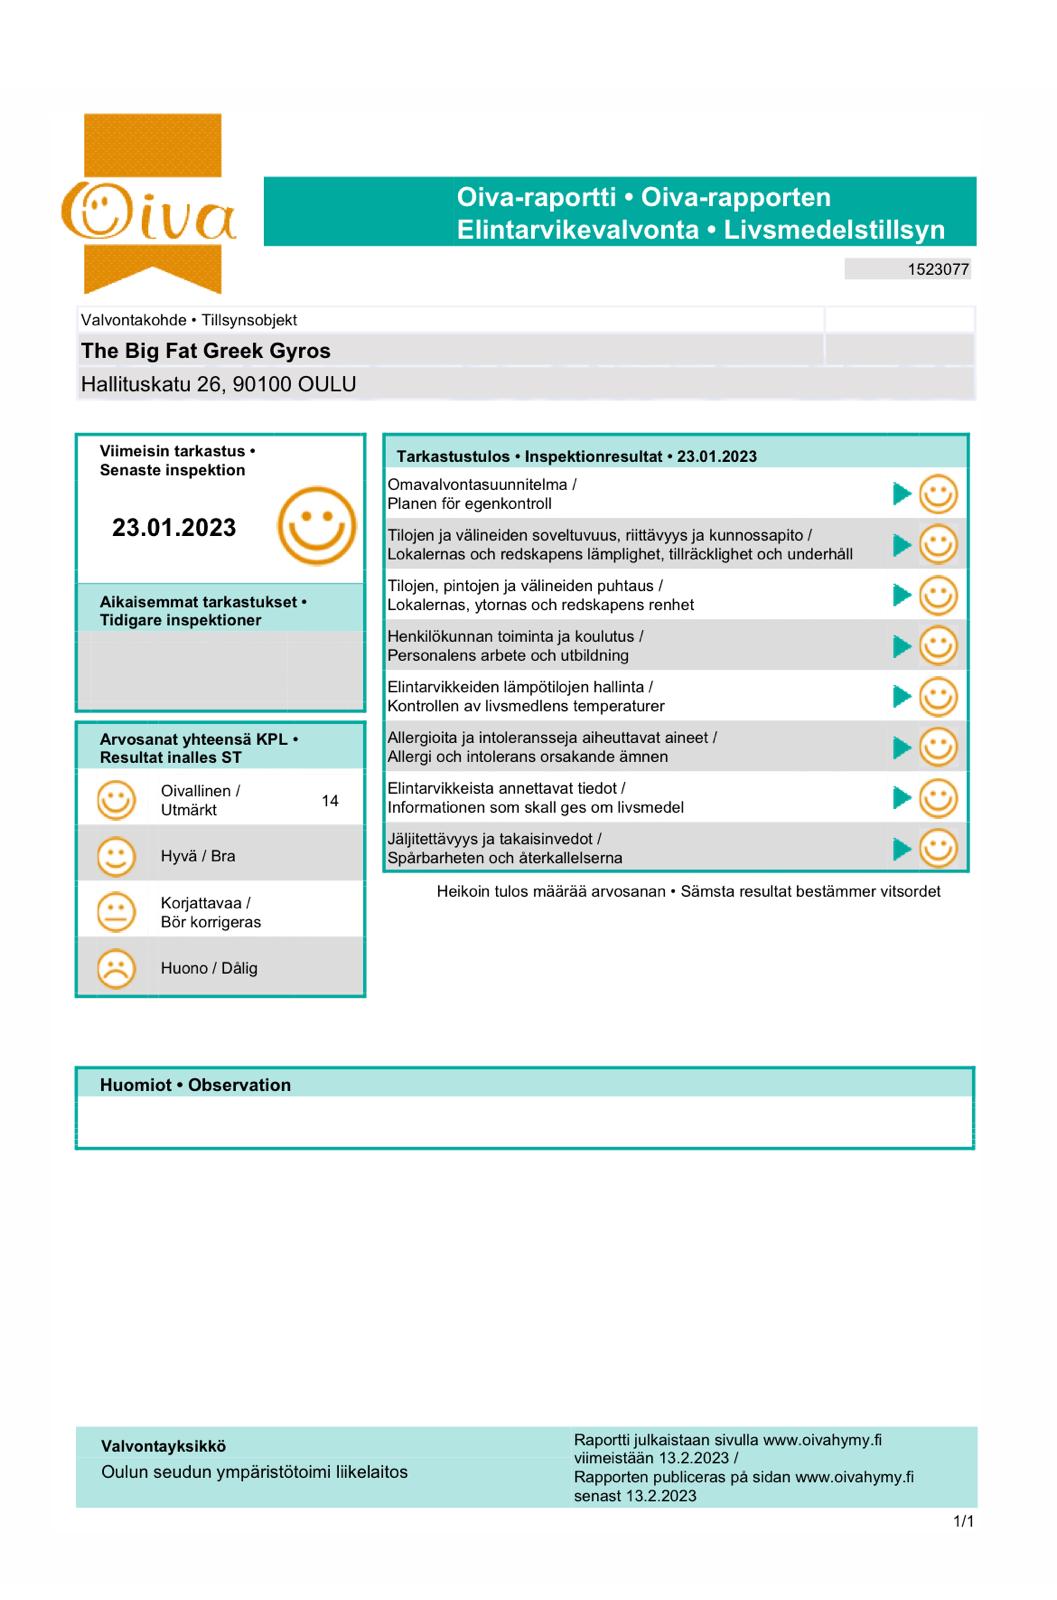 Oiva
Oiva-raportti • Oiva-rapporten
Elintarvikevalvonta • Livsmedelstillsyn
1523077
Valvontakohde • Tillsynsobjekt
The Big Fat Greek Gyros
Hallituskatu 26, 90100 OULU
Viimeisin tarkastus •
Senaste inspektion
23.01.2023
Aikaisemmat tarkastukset •
Tidigare inspektioner
Arvosanat yhteensä KPL •
Resultat inalles ST
Oivallinen /
Utmärkt
14
Hyvä / Bra
Korjattavaa /
Bör korrigeras
Huono / Dålig
Tarkastustulos • Inspektionresultat • 23.01.2023
Omavalvontasuunnitelma /
Planen för egenkontroll
Tilojen ja välineiden soveltuvuus, riittävyys ja kunnossapito /
Lokalernas och redskapens lämplighet, tillräcklighet och underhåll
Tilojen, pintojen ja välineiden puhtaus /
Lokalernas, ytornas och redskapens renhet
Henkilökunnan toiminta ja koulutus /
Personalens arbete och utbildning
Elintarvikkeiden lämpötilojen hallinta /
Kontrollen av livsmedlens temperaturer
Allergioita ja intoleransseja aiheuttavat aineet /
Allergi och intolerans orsakande ämnen
Elintarvikkeista annettavat tiedot /
Informationen som skall ges om livsmedel
Jäljitettävyys ja takaisinvedot /
Spårbarheten och återkallelserna
Heikoin tulos määrää arvosanan • Sämsta resultat bestämmer vitsordet
Huomiot • Observation
Valvontayksikkö
Oulun seudun ympäristötoimi liikelaitos
Raportti julkaistaan sivulla www.oivahymy.fi
viimeistään 13.2.2023 /
Rapporten publiceras på sidan www.oivahymy.fi
senast 13.2.2023
1/1